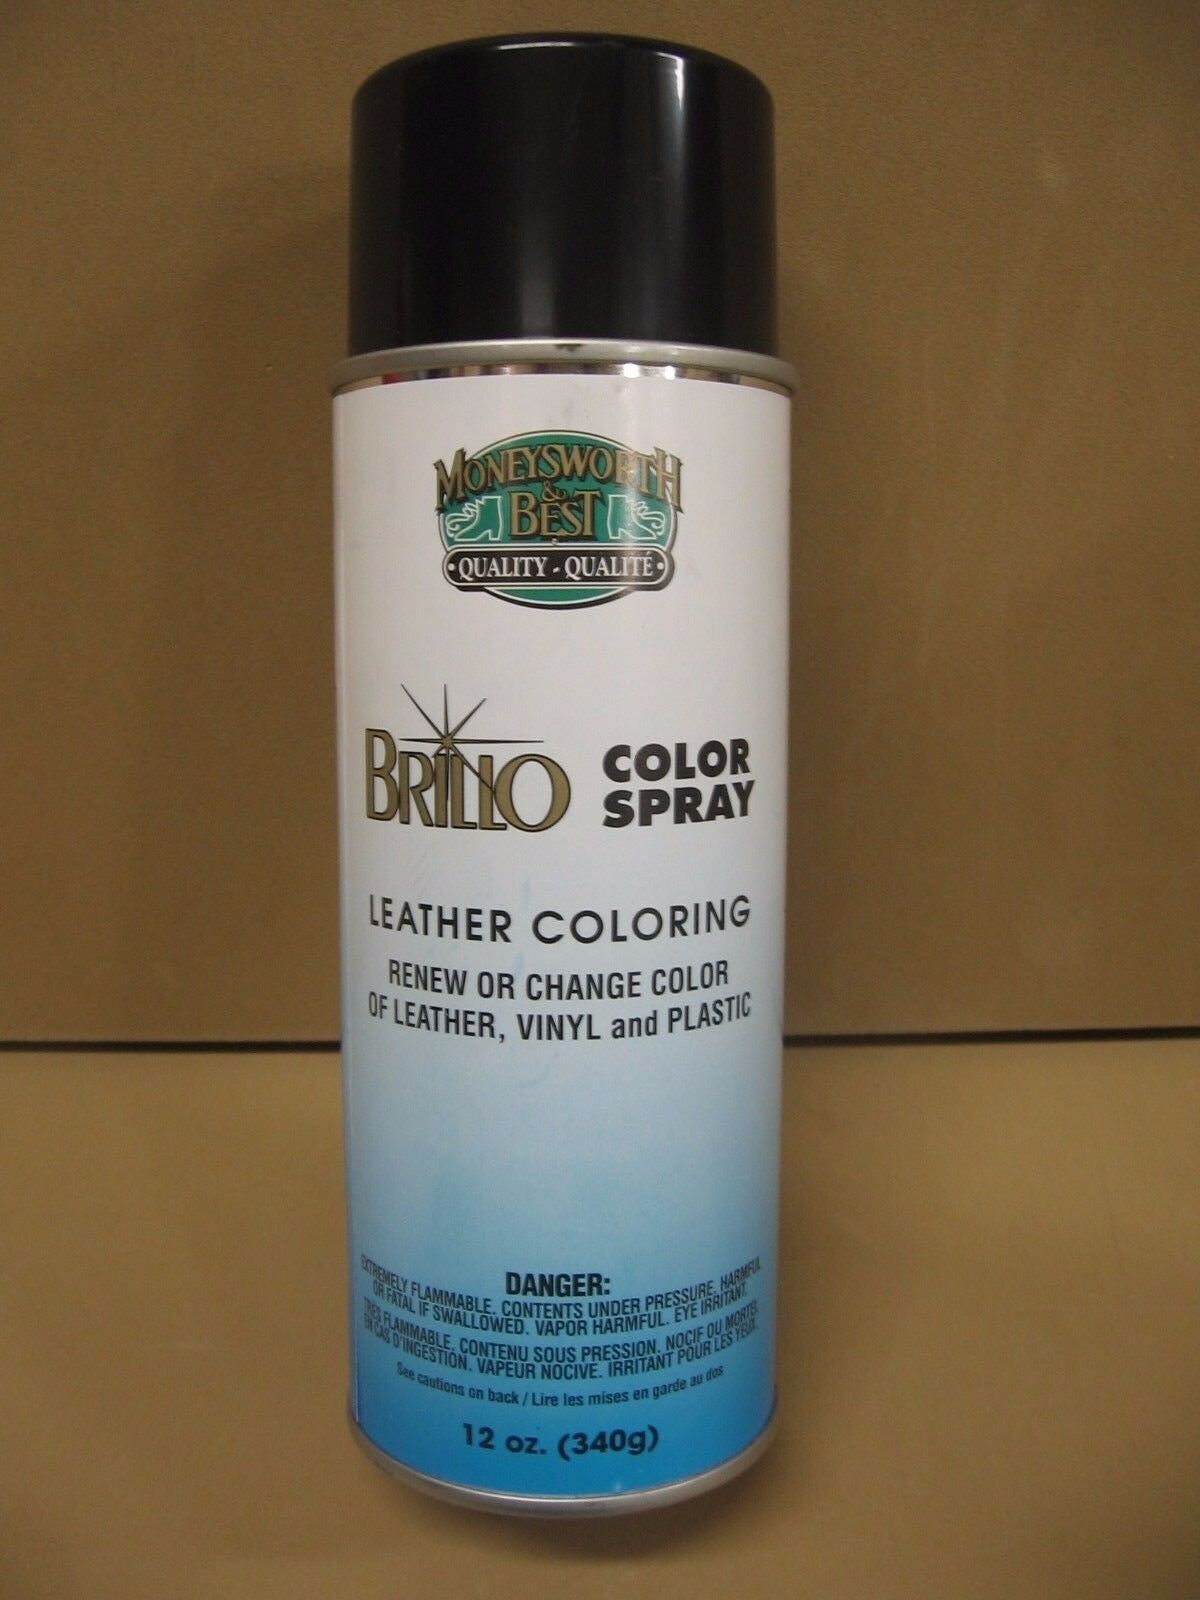 MONEYSWORTH
&
BEST
• QUALITY - QUALITÉ •
BRILLO
COLOR
SPRAY
LEATHER COLORING
RENEW OR CHANGE COLOR
OF LEATHER, VINYL and PLASTIC
DANGER:
EXTREMELY FLAMMABLE. CONTENTS UNDER PRESSURE. HARMFUL
OR FATAL IF SWALLOWED. VAPOR HARMFUL. EYE IRRITANT.
TRES FLAMMABLE. CONTENU SOUS PRESSION. NOCIF OU MORTEL
EN CAS D'INGESTION. VAPEUR NOCIVE. IRRITANT POUR LES YEUX.
See cautions on back / Lire les mises en garde au dos
12 oz. (340g)